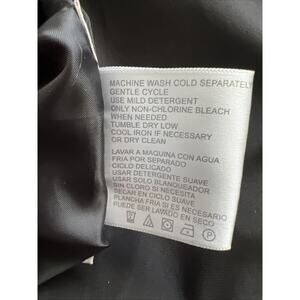 MACHINE WASH COLD SEPARATELY
GENTLE CYCLE
USE MILD DETERGENT
ONLY NON-CHLORINE BLEACH
WHEN NEEDED
TUMBLE DRY LOW
COOL IRON IF NECESSARY
OR DRY CLEAN
LAVAR A MAQUINA CON AGUA
FRIA POR SEPARADO
CICLO DELICADO
USAR DETERGENTE SUAVE
USAR SOLO BLANQUEADOR
SIN CLORO SI NECESITA
SECAR EN CICLO SUAVE
PLANCHA FRIA SI ES NECESARIO
PUEDE SER LAVADO EN SECO
P